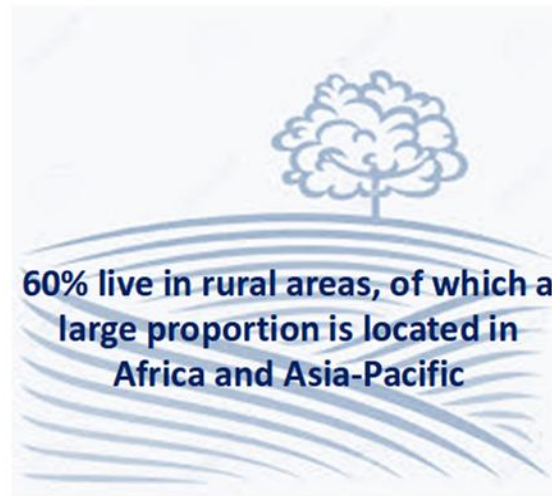 60% live in rural areas, of which a
large proportion is located in
Africa and Asia-Pacific